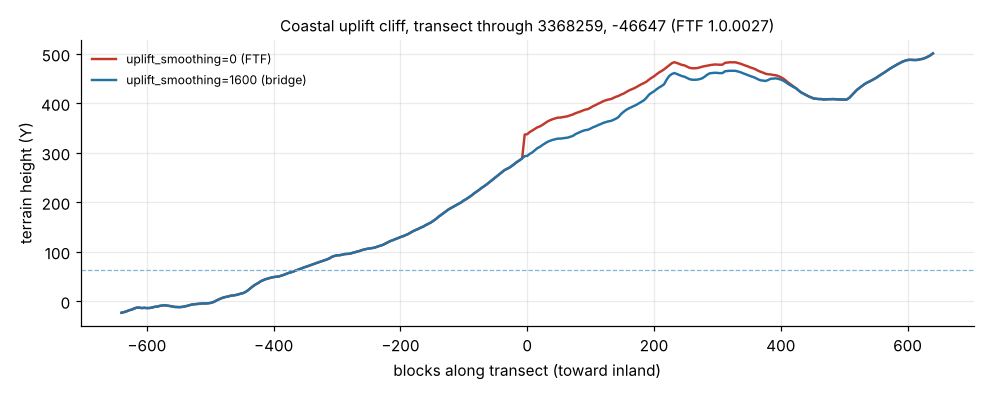 Coastal uplift cliff, transect through 3368259, -46647 (FTF 1.0.0027)
uplift_smoothing=0 (FTF)
uplift_smoothing=1600 (bridge)
terrain height (Y)
500
400
300
200
100
0
−600
−400
−200
0
200
400
600
blocks along transect (toward inland)